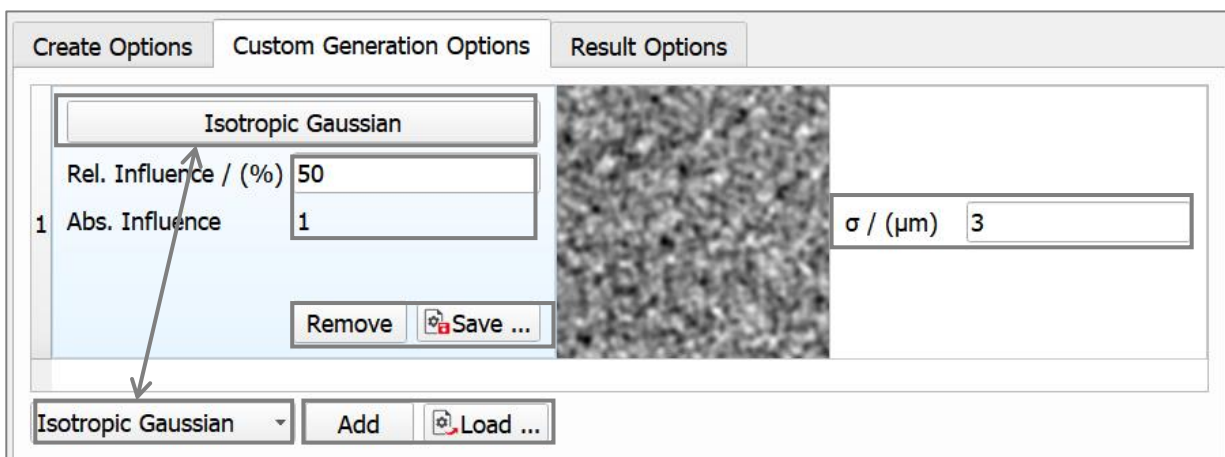 Create Options Custom Generation Options Result Options
Isotropic Gaussian
Rel. Influence / (%) 50
1 Abs. Influence 1 σ / (µm) 3
Remove Save ...
Isotropic Gaussian Add Load ...